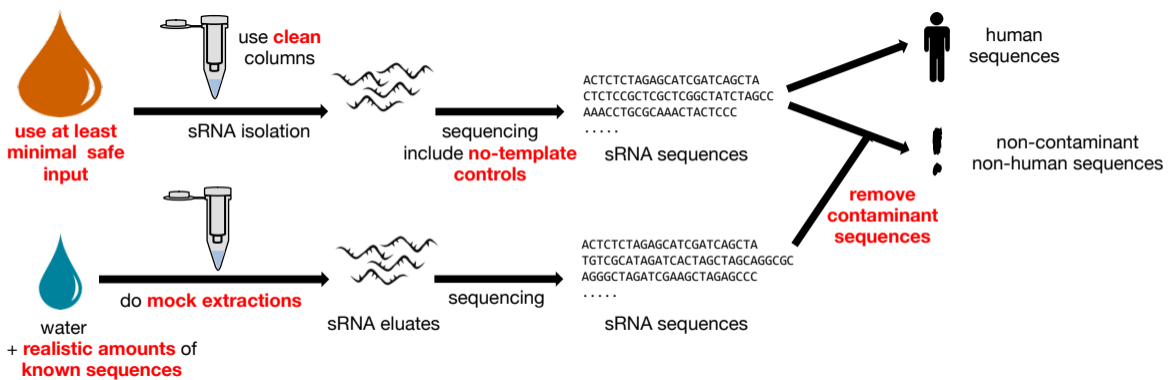 use clean
columns
use at least
minimal safe
input
sRNA isolation
sequencing
include no-template
controls
ACTCTCTAGAGCATCGATCAGCTA
CTCTCCGCTCGCTCGGCTATCTAGCC
AAACCTGCGCAAACTACTCCC
.....
sRNA sequences
human
sequences
non-contaminant
non-human sequences
remove
contaminant
sequences
water
+ realistic amounts of
known sequences
do mock extractions
sRNA eluates
sequencing
ACTCTCTAGAGCATCGATCAGCTA
TGTCGCATAGATCACTAGCTAGCAGGCGC
AGGGCTAGATCGAAGCTAGAGCCC
.....
sRNA sequences